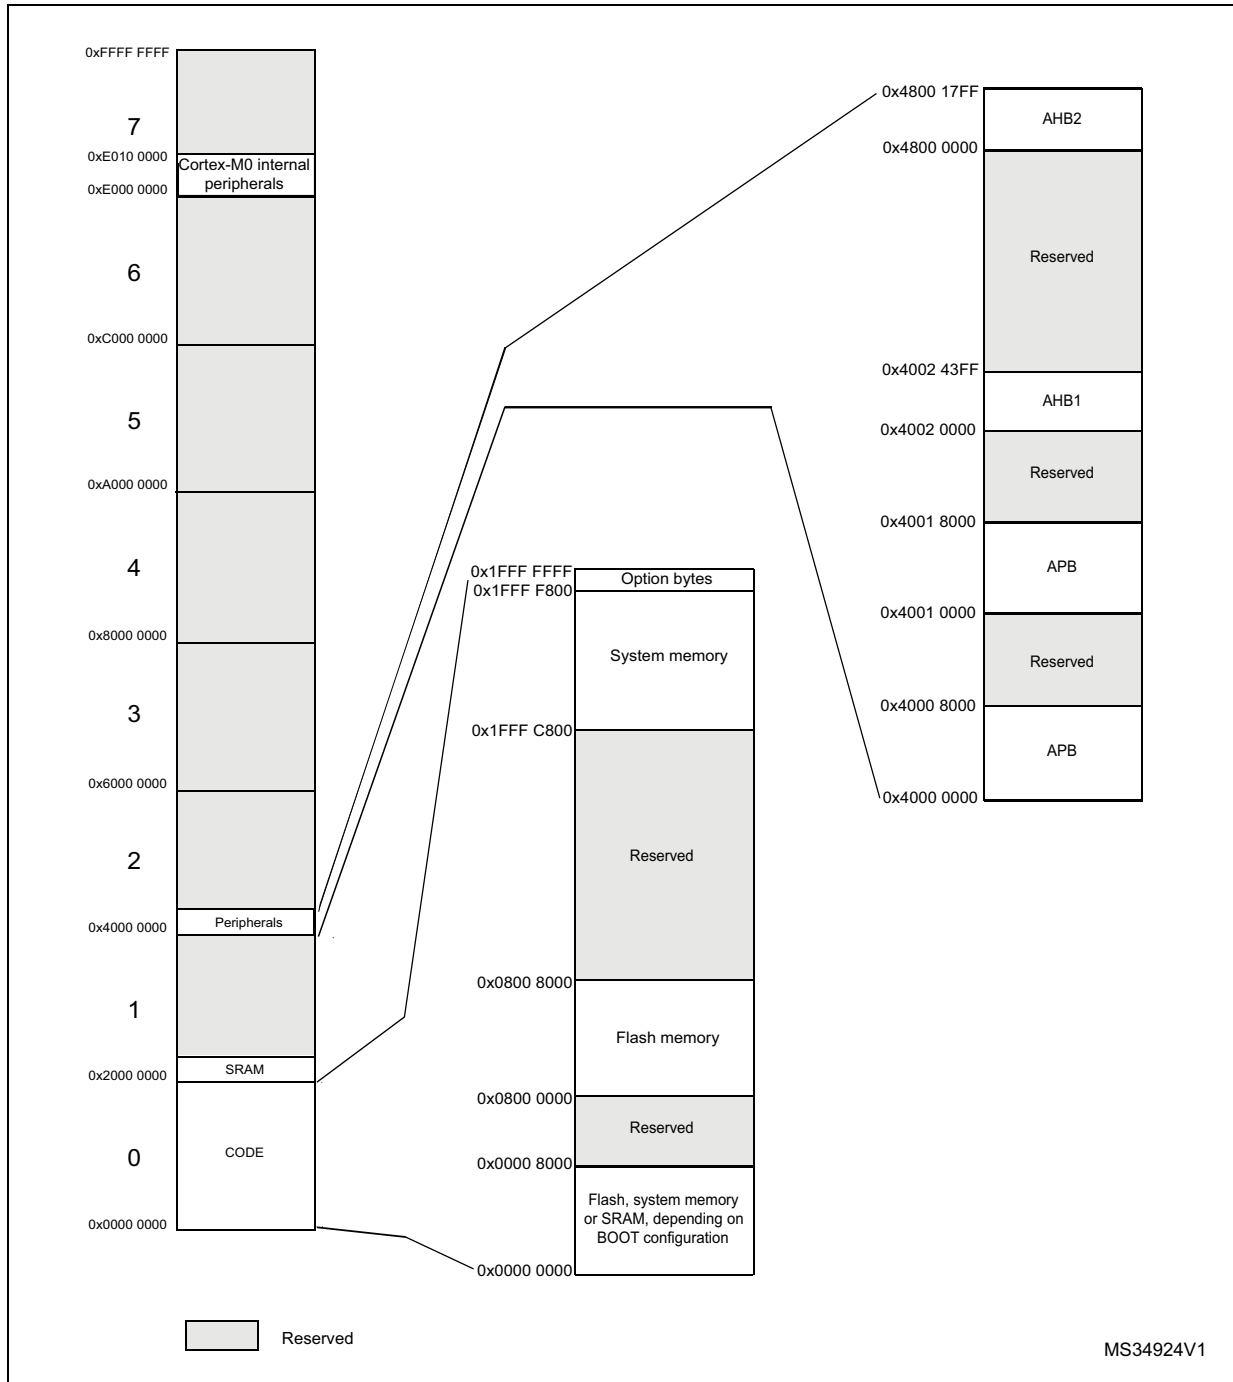 0xFFFF FFFF
7
0xE010 0000
Cortex-M0 internal
peripherals
0xE000 0000
6
0xC000 0000
5
0xA000 0000
4
0x8000 0000
3
0x6000 0000
2
Peripherals
0x4000 0000
1
SRAM
0x2000 0000
0
CODE
0x0000 0000
0x1FFF FFFF
Option bytes
0x1FFF F800
System memory
0x1FFF C800
Reserved
0x0800 8000
Flash memory
0x0800 0000
Reserved
0x0000 8000
Flash, system memory
or SRAM, depending on
BOOT configuration
0x0000 0000
0x4800 17FF
AHB2
0x4800 0000
Reserved
0x4002 43FF
AHB1
0x4002 0000
Reserved
0x4001 8000
APB
0x4001 0000
Reserved
0x4000 8000
APB
0x4000 0000
Reserved
MS34924V1